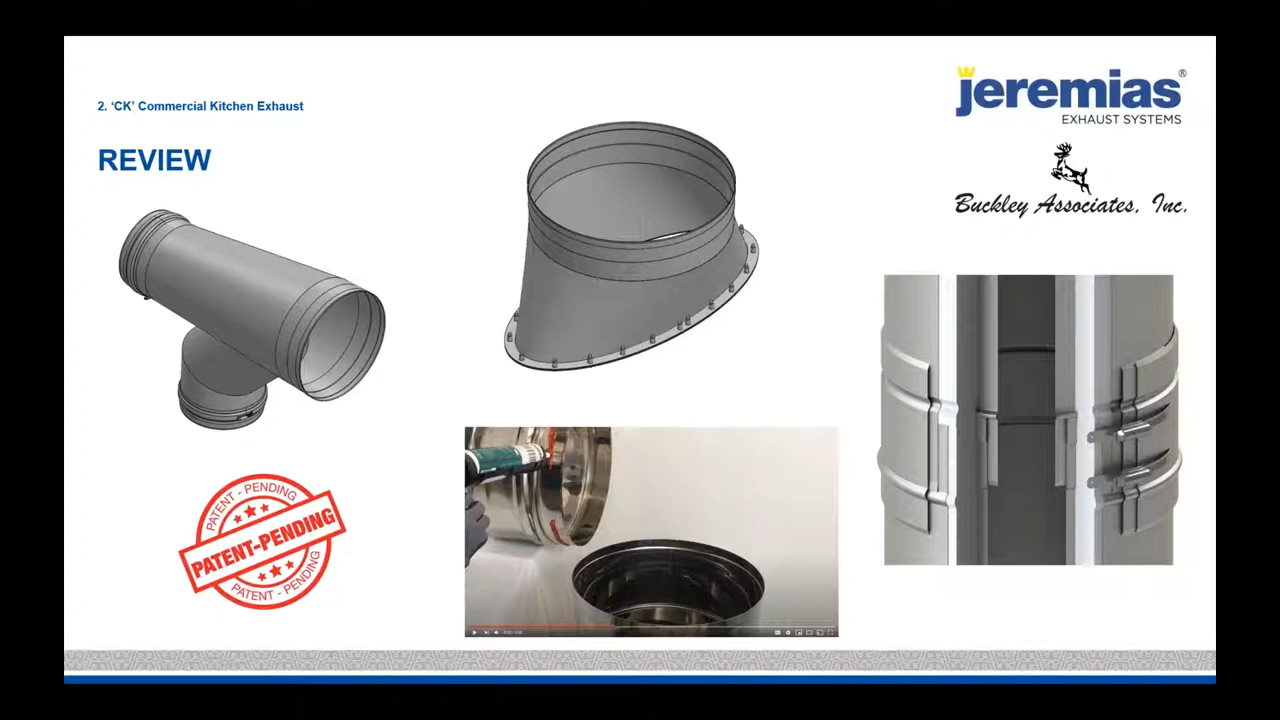 2. ‘CK’ Commercial Kitchen Exhaust
REVIEW
jeremias®
EXHAUST SYSTEMS
Buckley Associates, Inc.
PATENT - PENDING
PATENT-PENDING
PATENT - PENDING